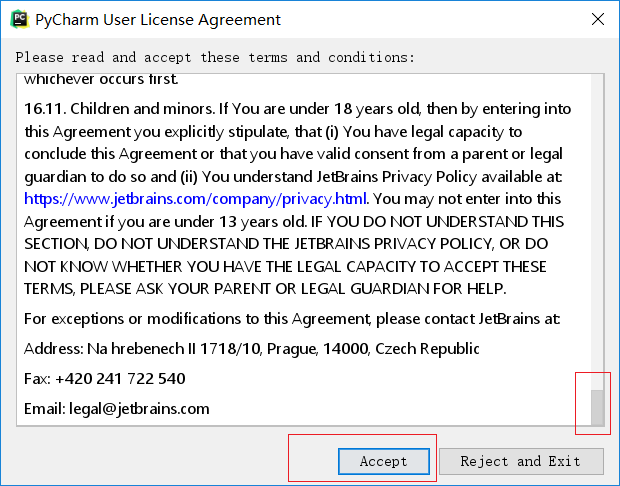 PC PyCharm User License Agreement
Please read and accept these terms and conditions:
whichever occurs first.
16.11. Children and minors. If You are under 18 years old, then by entering into
this Agreement you explicitly stipulate, that (i) You have legal capacity to
conclude this Agreement or that you have valid consent from a parent or legal
guardian to do so and (ii) You understand JetBrains Privacy Policy available at:
https://www.jetbrains.com/company/privacy.html. You may not enter into this
Agreement if you are under 13 years old. IF YOU DO NOT UNDERSTAND THIS
SECTION, DO NOT UNDERSTAND THE JETBRAINS PRIVACY POLICY, OR DO
NOT KNOW WHETHER YOU HAVE THE LEGAL CAPACITY TO ACCEPT THESE
TERMS, PLEASE ASK YOUR PARENT OR LEGAL GUARDIAN FOR HELP.
For exceptions or modifications to this Agreement, please contact JetBrains at:
Address: Na hrebenech II 1718/10, Prague, 14000, Czech Republic
Fax: +420 241 722 540
Email: legal@jetbrains.com
Accept Reject and Exit